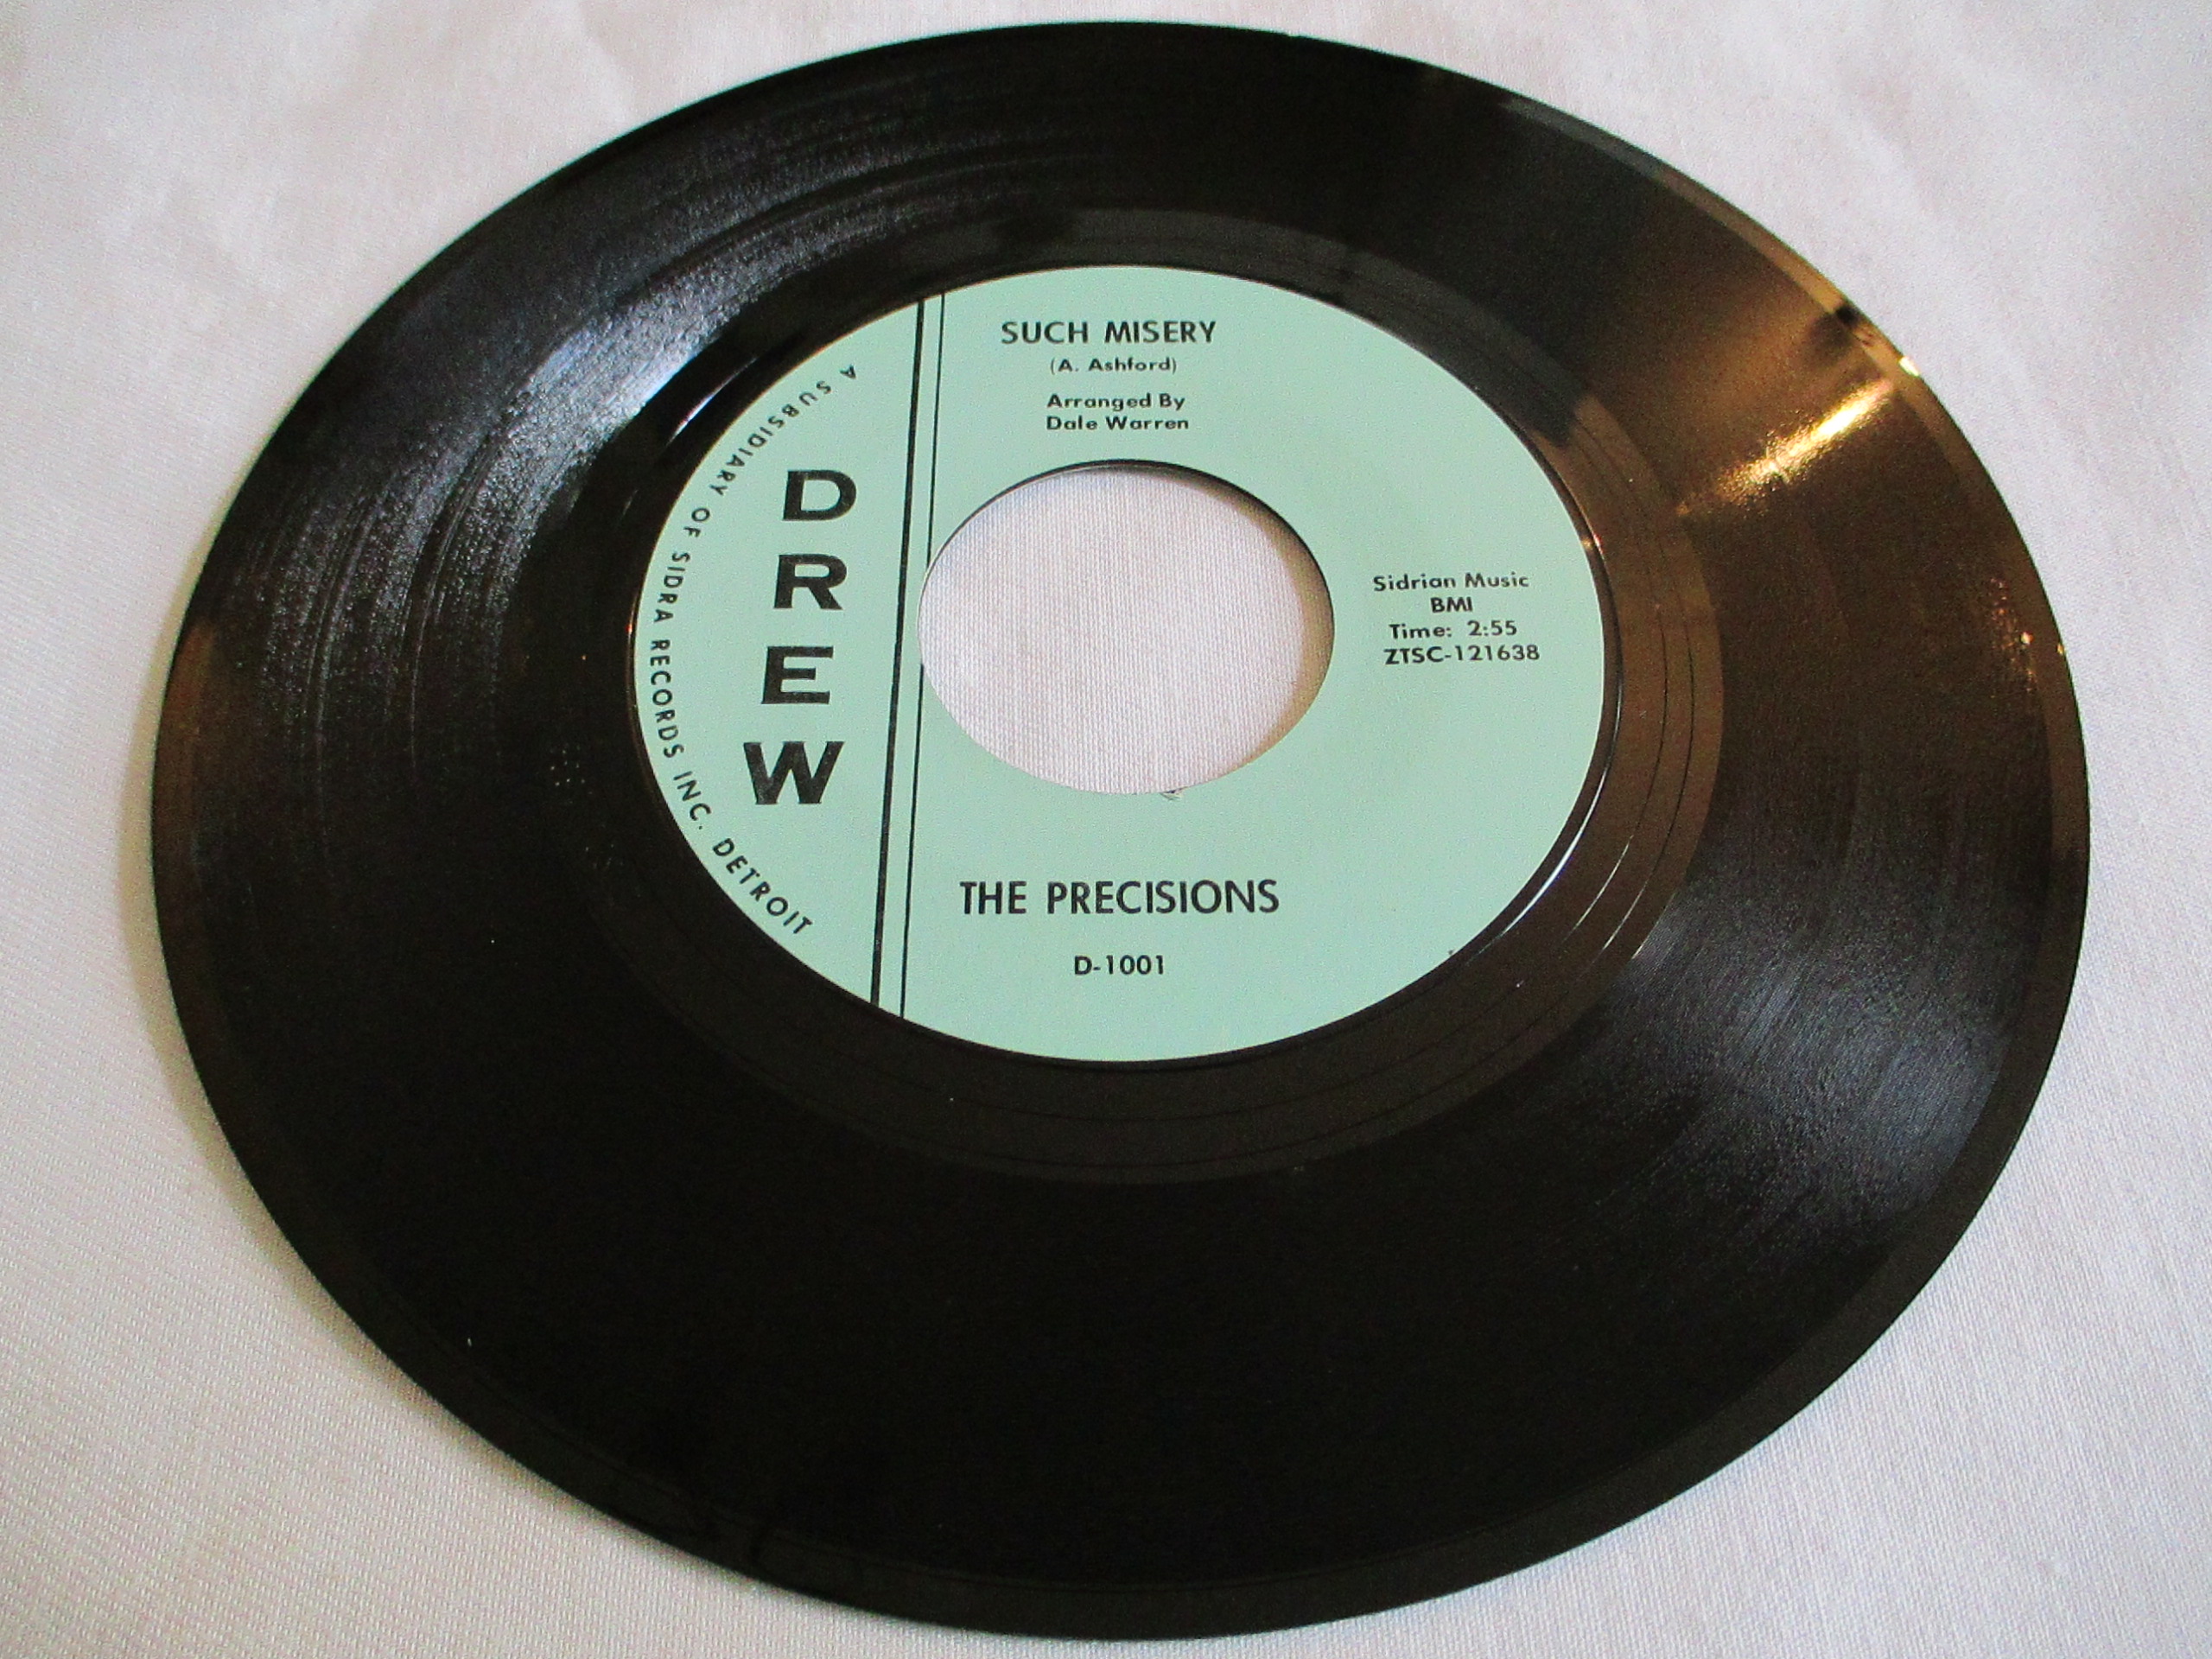 SUCH MISERY
(A. Ashford)
Arranged By
Dale Warren
A SUBSIDIARY OF SIDRA RECORDS INC. DETROIT
DREW
Sidrian Music
BMI
Time: 2:55
ZTSC-121638
THE PRECISIONS
D-1001